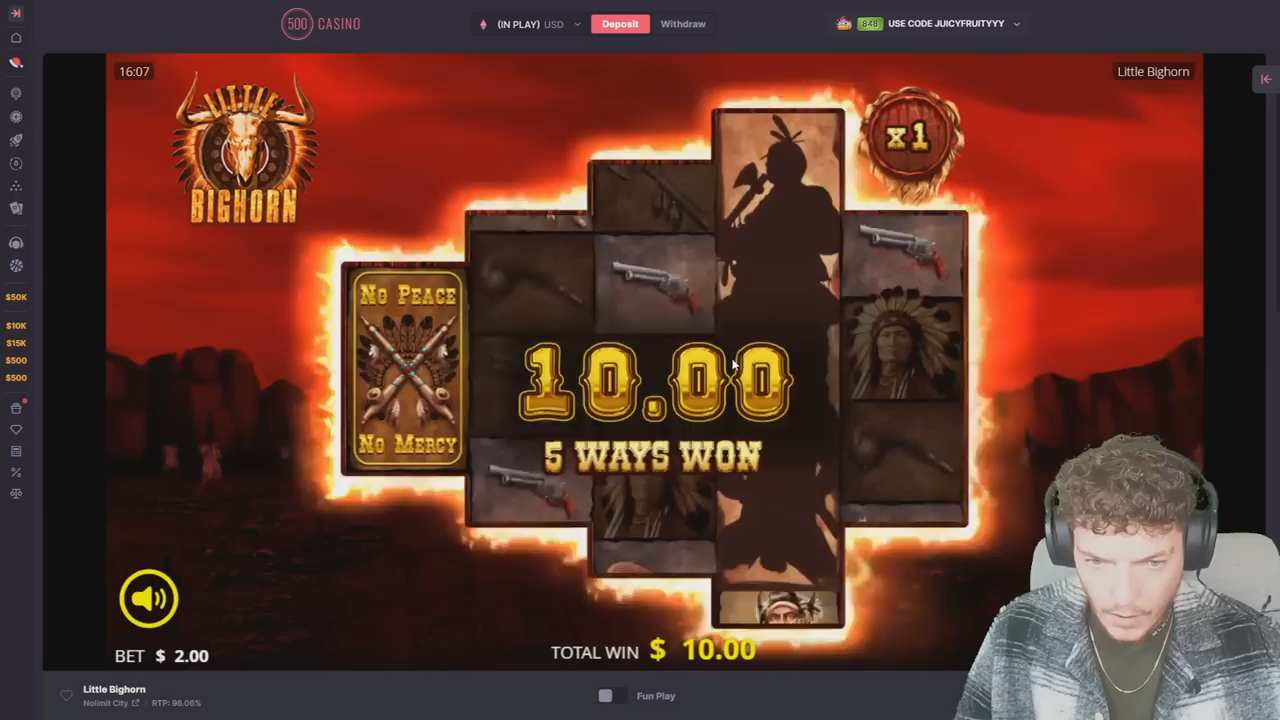 500 CASINO
(IN PLAY) USD
Deposit
Withdraw
848
USE CODE JUICYFRUITYYY
16:07
Little Bighorn
LITTLE
BIGHORN
x1
NO PEACE
NO MERCY
$50K
$10K
$15K
$500
$500
10.00
5 WAYS WON
BET $ 2.00
TOTAL WIN $ 10.00
Little Bighorn
Nolimit City | RTP: 96.06%
Fun Play